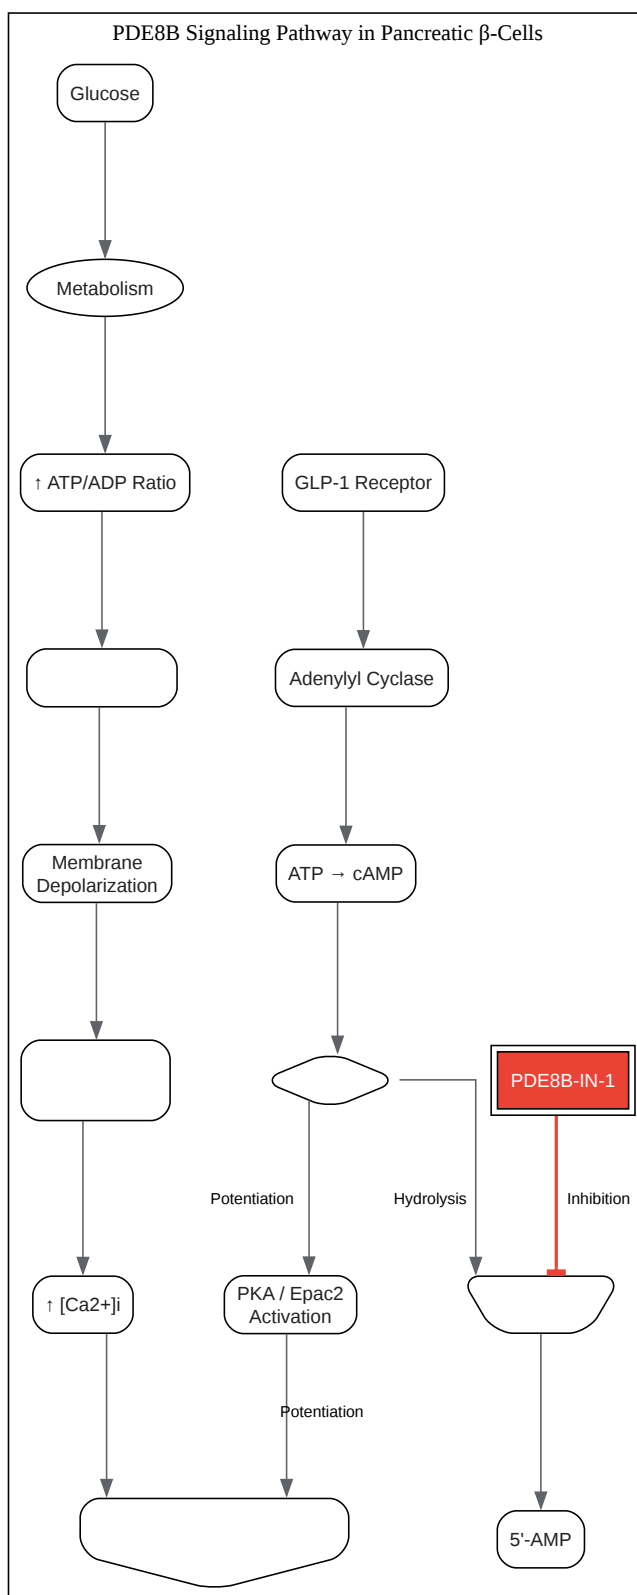 PDE8B Signaling Pathway in Pancreatic β-Cells
Glucose
Metabolism
↑ ATP/ADP Ratio
GLP-1 Receptor
Adenylyl Cyclase
Membrane
Depolarization
ATP → cAMP
PDE8B-IN-1
Potentiation
Hydrolysis
Inhibition
↑ [Ca2+]i
PKA / Epac2
Activation
Potentiation
5'-AMP